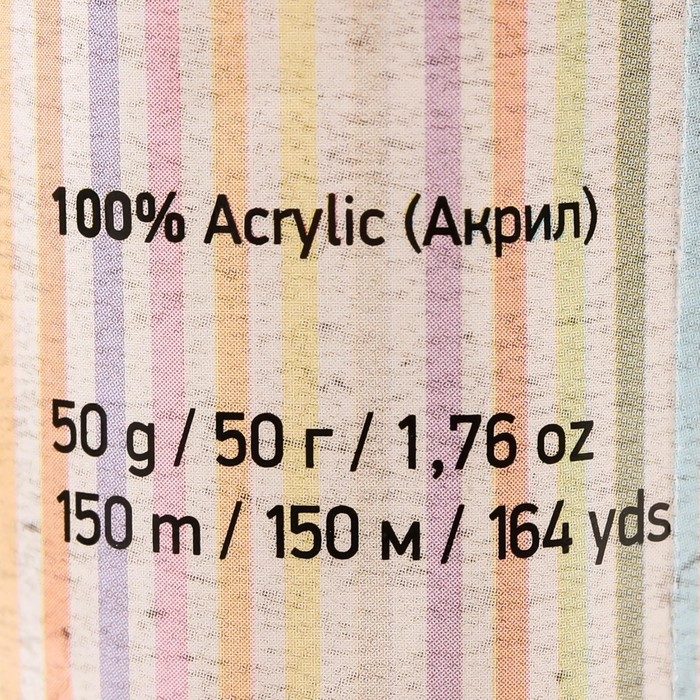 100% Acrylic (Акрил)
50 g / 50 г / 1,76 oz
150 m / 150 м / 164 yds